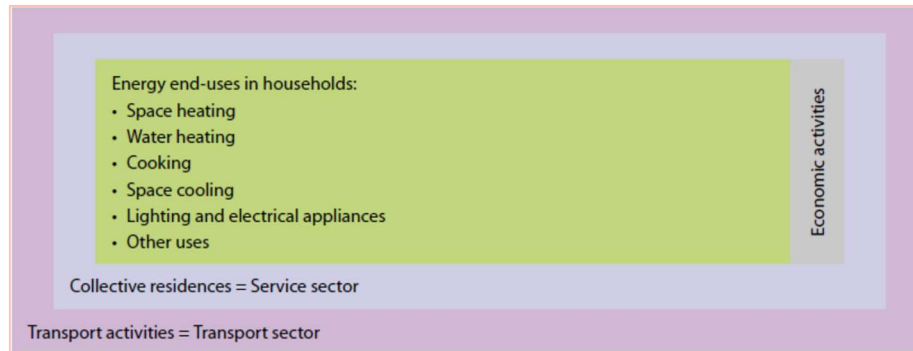 Energy end-uses in households:
• Space heating
• Water heating
• Cooking
• Space cooling
• Lighting and electrical appliances
• Other uses
Economic activities
Collective residences = Service sector
Transport activities = Transport sector